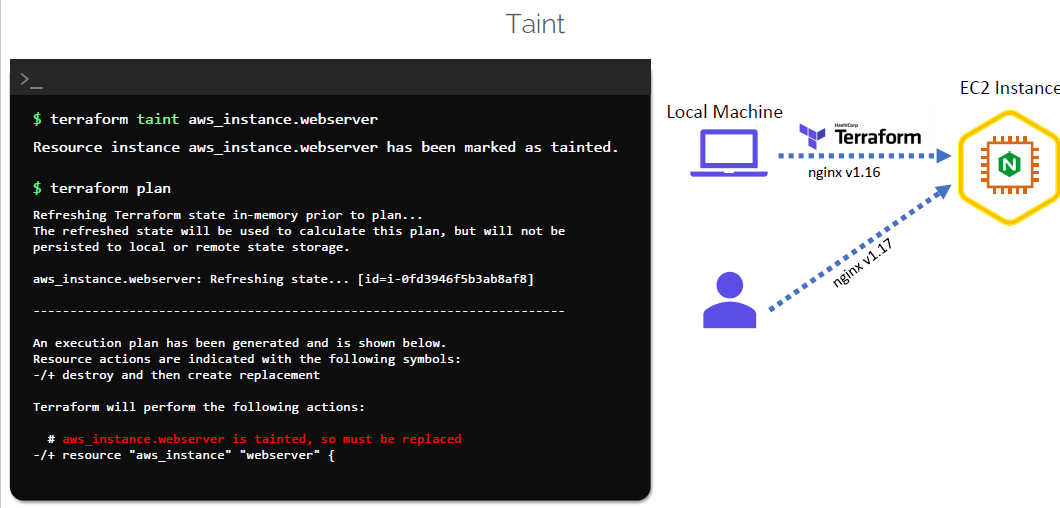 Taint
>_
$ terraform taint aws_instance.webserver
Resource instance aws_instance.webserver has been marked as tainted.
$ terraform plan
Refreshing Terraform state in-memory prior to plan...
The refreshed state will be used to calculate this plan, but will not be
persisted to local or remote state storage.
aws_instance.webserver: Refreshing state... [id=i-0fd3946f5b3ab8af8]
------------------------------------------------------------------------
An execution plan has been generated and is shown below.
Resource actions are indicated with the following symbols:
-/+ destroy and then create replacement
Terraform will perform the following actions:
# aws_instance.webserver is tainted, so must be replaced
-/+ resource "aws_instance" "webserver" {
EC2 Instance
Local Machine
HashiCorp
Terraform
nginx v1.16
N
nginx v1.17